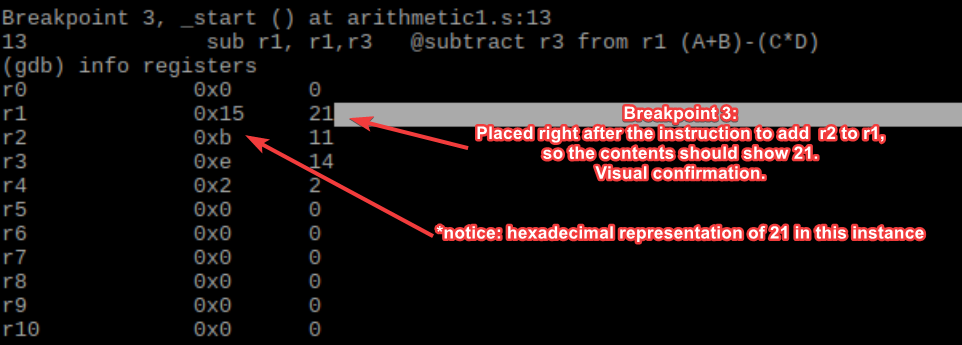 Breakpoint 3, _start () at arithmetic1.s:13
13 sub r1, r1,r3 @subtract r3 from r1 (A+B)-(C*D)
(gdb) info registers
r0 0x0 0
r1 0x15 21
Breakpoint 3:
Placed right after the instruction to add r2 to r1,
so the contents should show 21.
Visual confirmation.
r2 0xb 11
r3 0xe 14
r4 0x2 2
r5 0x0 0
r6 0x0 0
*notice: hexadecimal representation of 21 in this instance
r7 0x0 0
r8 0x0 0
r9 0x0 0
r10 0x0 0